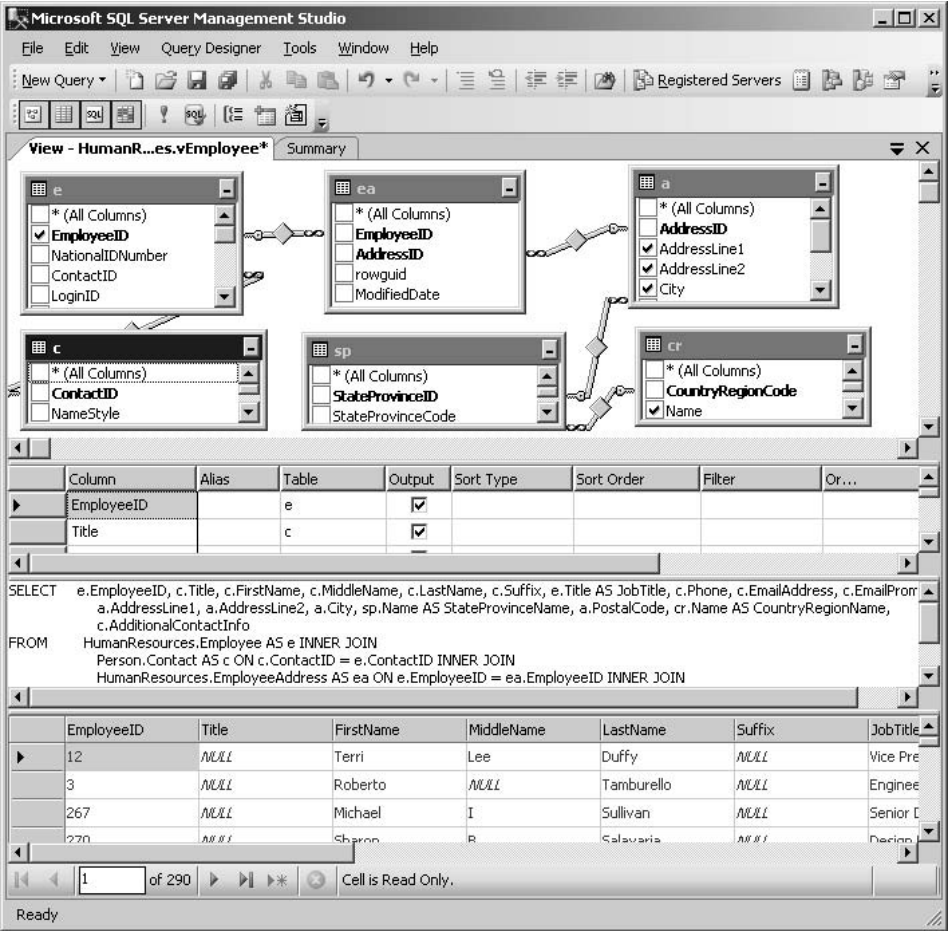 Microsoft SQL Server Management Studio
File Edit View Query Designer Tools Window Help
New Query Registered Servers
SQL SQL
View - HumanR...es.vEmployee* Summary
e
* (All Columns)
EmployeeID
NationalIDNumber
ContactID
LoginID
ea
* (All Columns)
EmployeeID
AddressID
rowguid
ModifiedDate
a
* (All Columns)
AddressID
AddressLine1
AddressLine2
City
c
* (All Columns)
ContactID
NameStyle
sp
* (All Columns)
StateProvinceID
StateProvinceCode
cr
* (All Columns)
CountryRegionCode
Name
Column Alias Table Output Sort Type Sort Order Filter Or...
EmployeeID e
Title c
SELECT e.EmployeeID, c.Title, c.FirstName, c.MiddleName, c.LastName, c.Suffix, e.Title AS JobTitle, c.Phone, c.EmailAddress, c.EmailProm
a.AddressLine1, a.AddressLine2, a.City, sp.Name AS StateProvinceName, a.PostalCode, cr.Name AS CountryRegionName,
c.AdditionalContactInfo
FROM HumanResources.Employee AS e INNER JOIN
Person.Contact AS c ON c.ContactID = e.ContactID INNER JOIN
HumanResources.EmployeeAddress AS ea ON e.EmployeeID = ea.EmployeeID INNER JOIN
EmployeeID Title FirstName MiddleName LastName Suffix JobTitle
12 NULL Terri Lee Duffy NULL Vice Pre
3 NULL Roberto NULL Tamburello NULL Enginee
267 NULL Michael I Sullivan NULL Senior D
270 NULL Sharon B Salavaria NULL Design
1 of 290 Cell is Read Only.
Ready